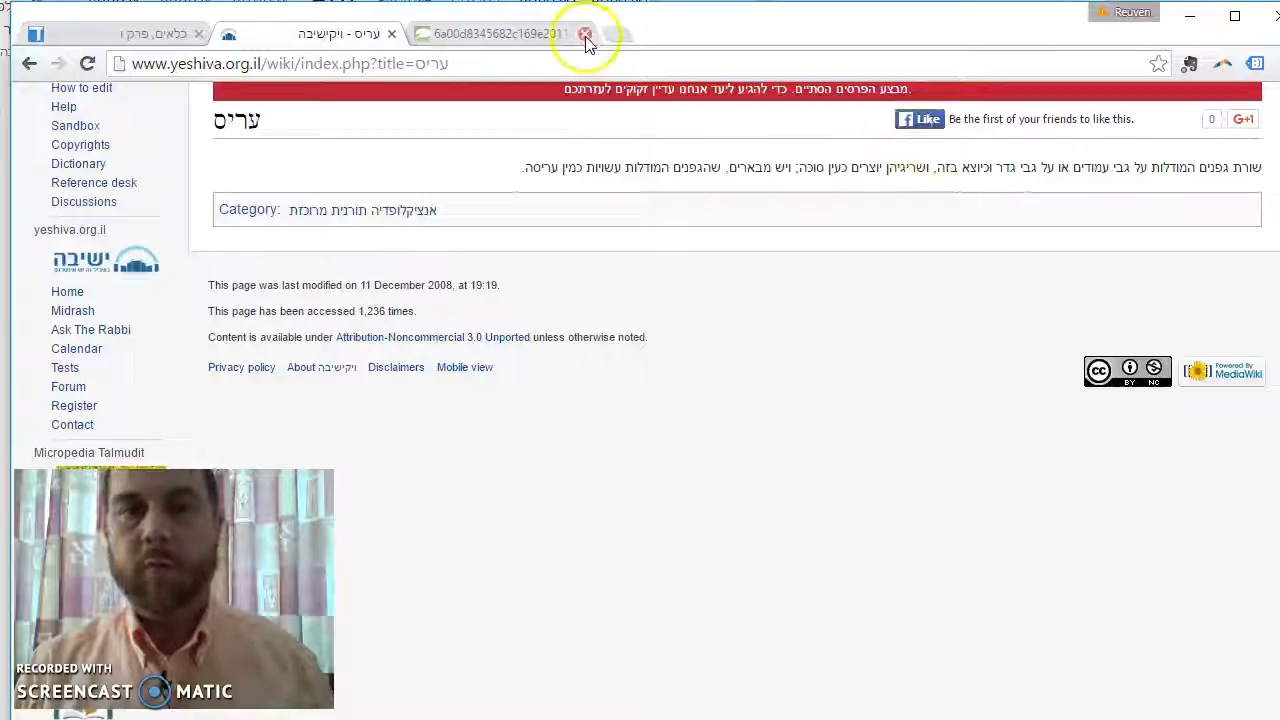 Reuven
כלאים, פרק ו
עריס - ויקישיבה
6a00d8345682c169e2011
www.yeshiva.org.il/wiki/index.php?title=עריס
How to edit
Help
Sandbox
Copyrights
Dictionary
Reference desk
Discussions
yeshiva.org.il
ישיבה
Home
Midrash
Ask The Rabbi
Calendar
Tests
Forum
Register
Contact
Micropedia Talmudit
מבצע הפרסים הסתיים. כדי להגיע ליעד אנחנו עדיין זקוקים לעזרתכם.
עריס
Like Be the first of your friends to like this. 0 G+1
שורת גפנים המודלות על גבי עמודים או על גבי גדר וכיוצא בזה, ושריגיהן יוצרים כעין סוכה; ויש מבארים, שהגפנים המודלות עשויות כמין עריסה.
Category: אנציקלופדיה תורנית מרוכזת
This page was last modified on 11 December 2008, at 19:19.
This page has been accessed 1,236 times.
Content is available under Attribution-Noncommercial 3.0 Unported unless otherwise noted.
Privacy policy About ויקישיבה Disclaimers Mobile view
cc BY NC
Powered By MediaWiki
RECORDED WITH
SCREENCAST MATIC